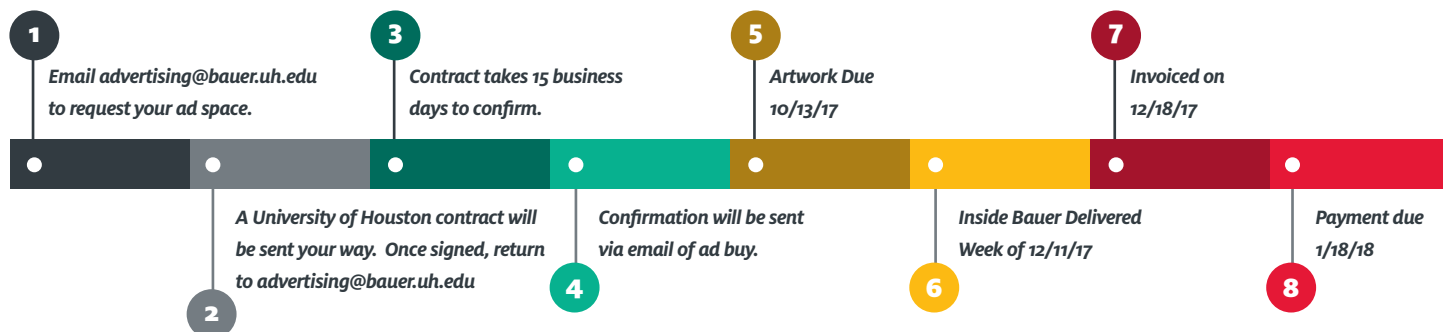 1
Email advertising@bauer.uh.edu
to request your ad space.
2
A University of Houston contract will
be sent your way. Once signed, return
to advertising@bauer.uh.edu
3
Contract takes 15 business
days to confirm.
4
Confirmation will be sent
via email of ad buy.
5
Artwork Due
10/13/17
6
Inside Bauer Delivered
Week of 12/11/17
7
Invoiced on
12/18/17
8
Payment due
1/18/18